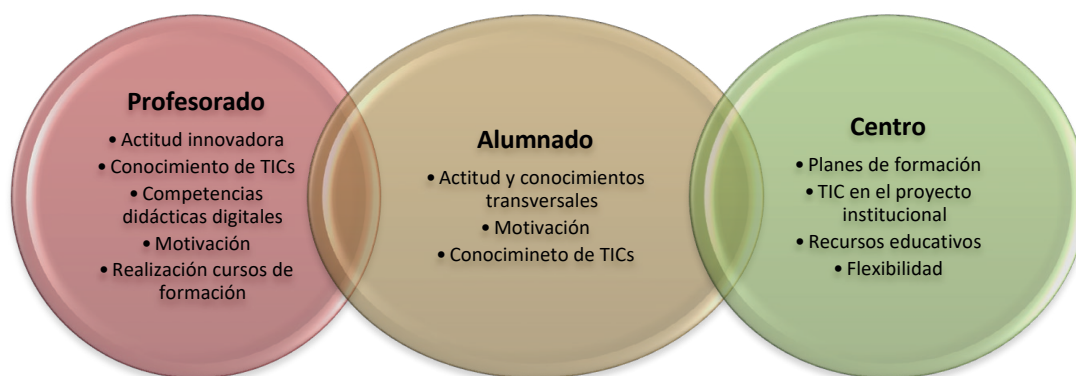 Profesorado
• Actitud innovadora
• Conocimiento de TICs
• Competencias
didácticas digitales
• Motivación
• Realización cursos de
formación
Alumnado
• Actitud y conocimientos
transversales
• Motivación
• Conocimineto de TICs
Centro
• Planes de formación
• TIC en el proyecto
institucional
• Recursos educativos
• Flexibilidad